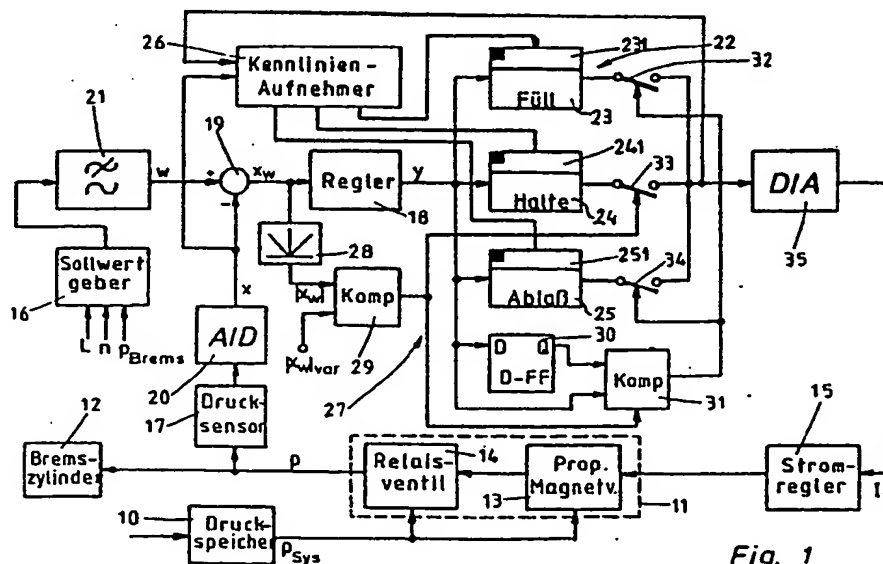 26
Kennlinien-
Aufnehmer
231
22
32
Füll
23
21
w
+
19
-
xw
Regler
18
y
241
33
Halte
24
D/A
35
28
251
34
Ablaß
25
Sollwert
geber
16
L n pBrems
x
A/D
20
|xw|
Komp
29
|xw|var
27
D Q
D-FF
30
Komp
31
12
17
Druck-
sensor
Brems-
zylinder
p
Relais-
ventil
14
Prop.
Magnetv.
13
11
15
Strom-
regler
I
10
Druck-
speicher
pSys
Fig. 1